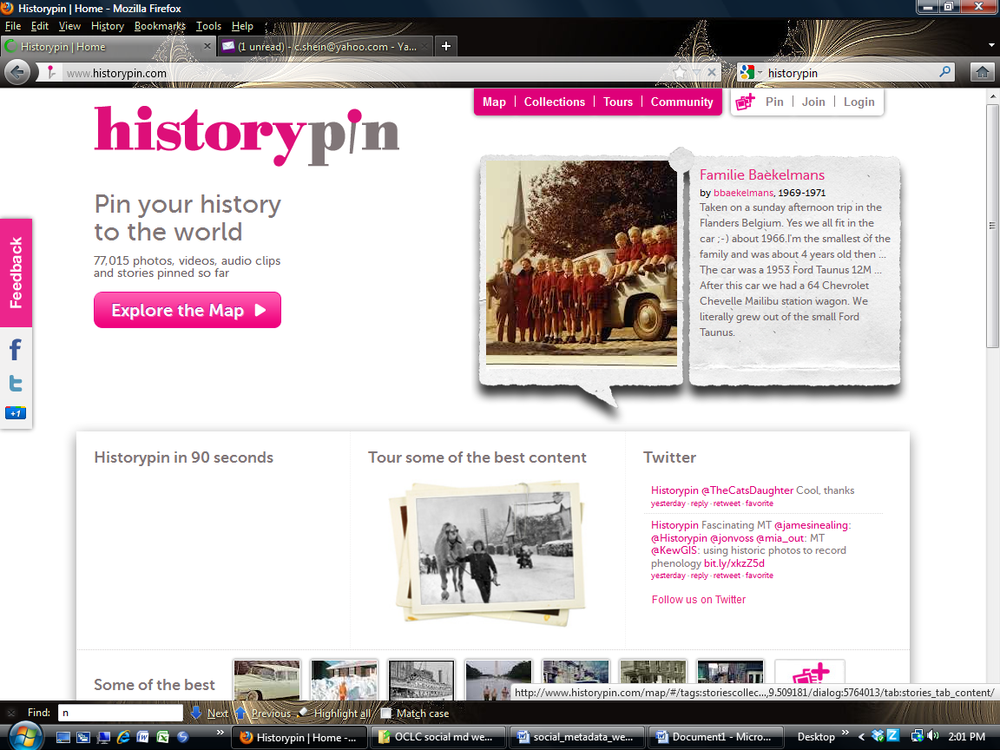 Historypin | Home - Mozilla Firefox
File Edit View History Bookmarks Tools Help
Historypin | Home
(1 unread) - c.shein@yahoo.com - Ya...
www.historypin.com
historypin
Map | Collections | Tours | Community
Pin | Join | Login
historypin
Pin your history
to the world
77,015 photos, videos, audio clips
and stories pinned so far
Explore the Map
Feedback
f
t
+1
Familie Baekelmans
by bbaekelmans, 1969-1971
Taken on a sunday afternoon trip in the
Flanders Belgium. Yes we all fit in the
car ;-) about 1966.I'm the smallest of the
family and was about 4 years old then ...
The car was a 1953 Ford Taunus 12M ...
After this car we had a 64 Chevrolet
Chevelle Mailibu station wagon. We
literally grew out of the small Ford
Taunus.
Historypin in 90 seconds
Tour some of the best content
Twitter
Historypin @TheCatsDaughter Cool, thanks
yesterday · reply · retweet · favorite
Historypin Fascinating MT @jamesinealing:
@Historypin @jonvoss @mia_out: MT
@KewGIS: using historic photos to record
phenology bit.ly/xkzZ5d
yesterday · reply · retweet · favorite
Follow us on Twitter
Some of the best
http://www.historypin.com/map/#/tags:storiescollec...,9.509181/dialog:5764013/tab:stories_tab_content/
Find: n Next Previous Highlight all Match case
Historypin | Home -...
OCLC social md we...
social_metadata_we...
Document1 - Micro...
Desktop
2:01 PM